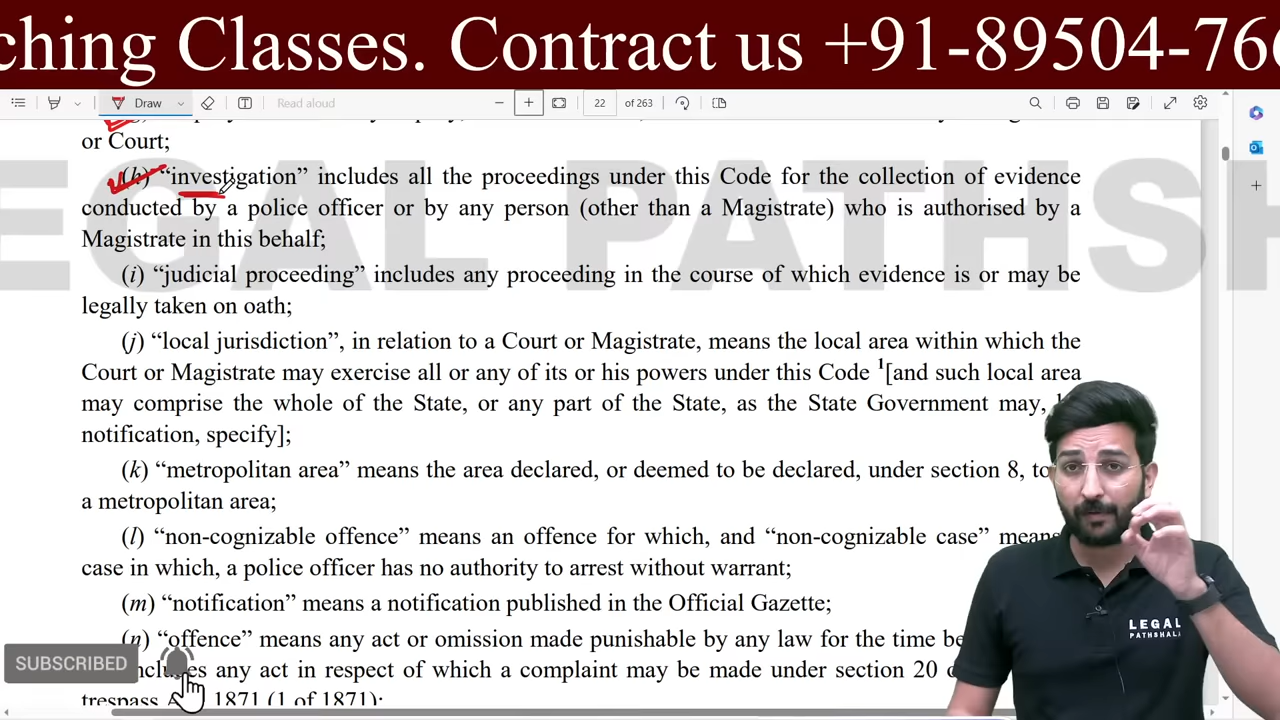 ching Classes. Contract us +91-89504-766
Draw
Read aloud
22 of 263
or Court;
(h) “investigation” includes all the proceedings under this Code for the collection of evidence
conducted by a police officer or by any person (other than a Magistrate) who is authorised by a
Magistrate in this behalf;
(i) “judicial proceeding” includes any proceeding in the course of which evidence is or may be
legally taken on oath;
(j) “local jurisdiction”, in relation to a Court or Magistrate, means the local area within which the
Court or Magistrate may exercise all or any of its or his powers under this Code 1[and such local area
may comprise the whole of the State, or any part of the State, as the State Government may,
notification, specify];
(k) “metropolitan area” means the area declared, or deemed to be declared, under section 8, to
a metropolitan area;
(l) “non-cognizable offence” means an offence for which, and “non-cognizable case” means
case in which, a police officer has no authority to arrest without warrant;
(m) “notification” means a notification published in the Official Gazette;
(n) “offence” means any act or omission made punishable by any law for the time be
any act in respect of which a complaint may be made under section 20
trespass 1871 (1 of 1871);
EGAL PATHSH
LEGAL
PATHSHALA
SUBSCRIBED